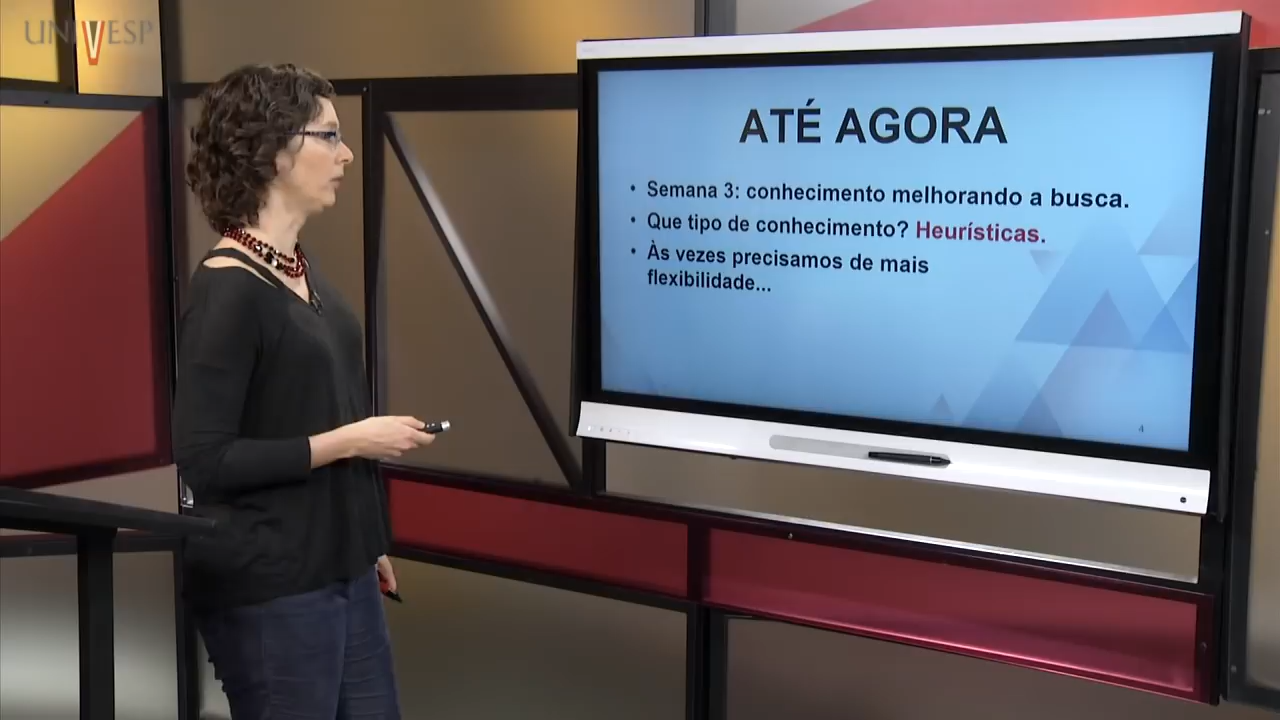 UNIVESP
ATÉ AGORA
• Semana 3: conhecimento melhorando a busca.
• Que tipo de conhecimento? Heurísticas.
• Às vezes precisamos de mais
flexibilidade...
4